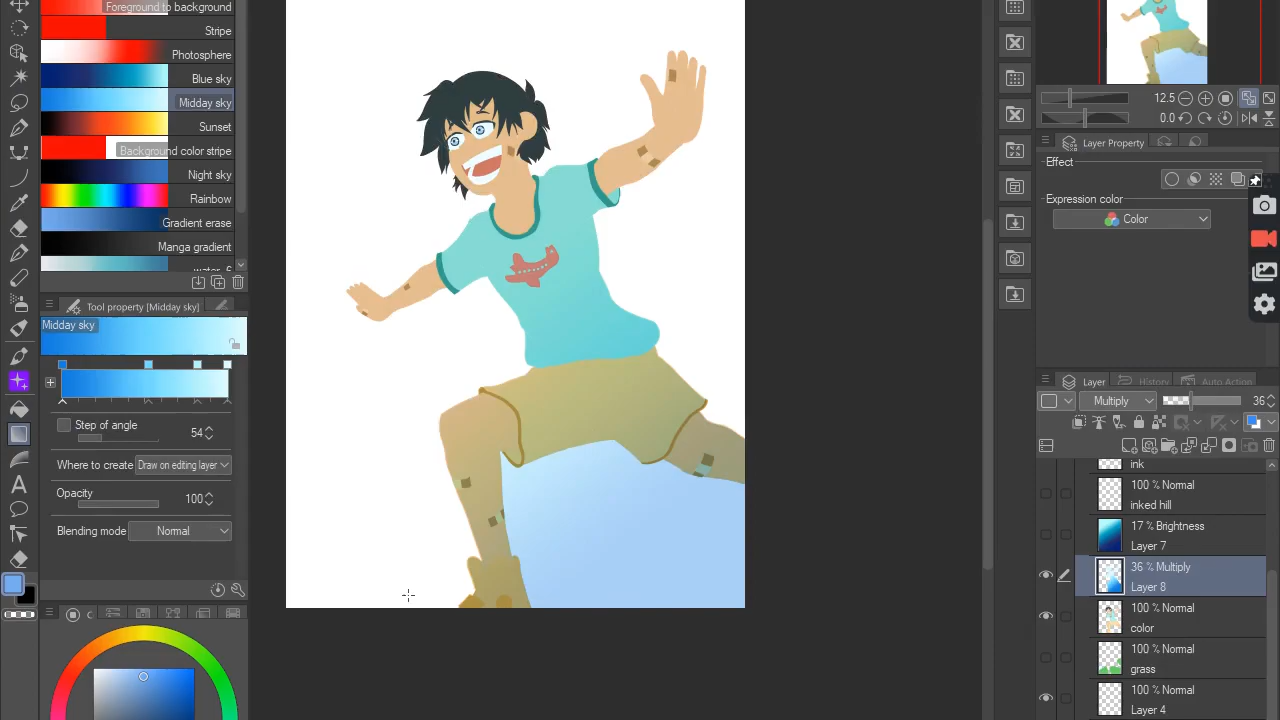 Foreground to background
Stripe
Photosphere
Blue sky
Midday sky
Sunset
Background color stripe
Night sky
Rainbow
Gradient erase
Manga gradient
Tool property [Midday sky]
Midday sky
Step of angle
54
Where to create
Draw on editing layer
Opacity
100
Blending mode
Normal
c
12.5
0.0
Layer Property
Effect
Expression color
Color
Layer
History
Auto Action
Multiply
36
ink
100 % Normal
inked hill
17 % Brightness
Layer 7
36 % Multiply
Layer 8
100 % Normal
color
100 % Normal
grass
100 % Normal
Layer 4